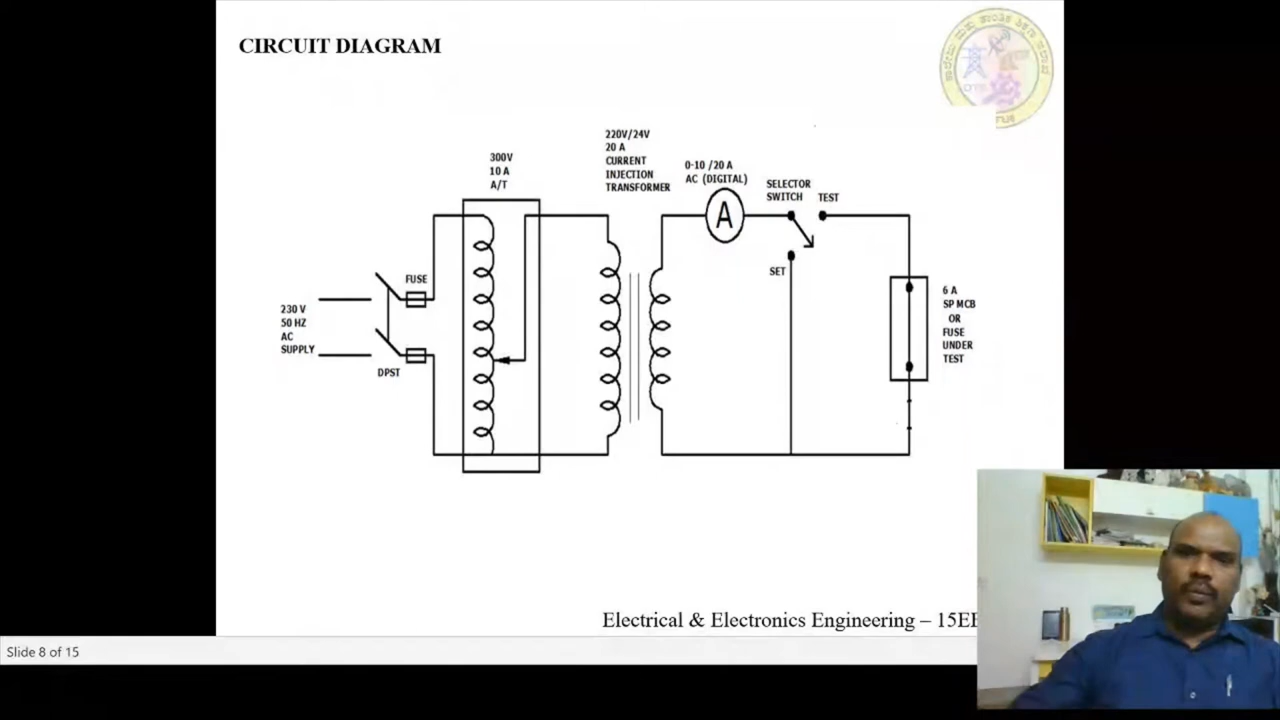 CIRCUIT DIAGRAM
220V/24V
20 A
CURRENT
INJECTION
TRANSFORMER
300V
10 A
A/T
0-10 /20 A
AC (DIGITAL)
A
SELECTOR
SWITCH
TEST
SET
FUSE
230 V
50 HZ
AC
SUPPLY
DPST
6 A
SP MCB
OR
FUSE
UNDER
TEST
Electrical & Electronics Engineering – 15EE
Slide 8 of 15